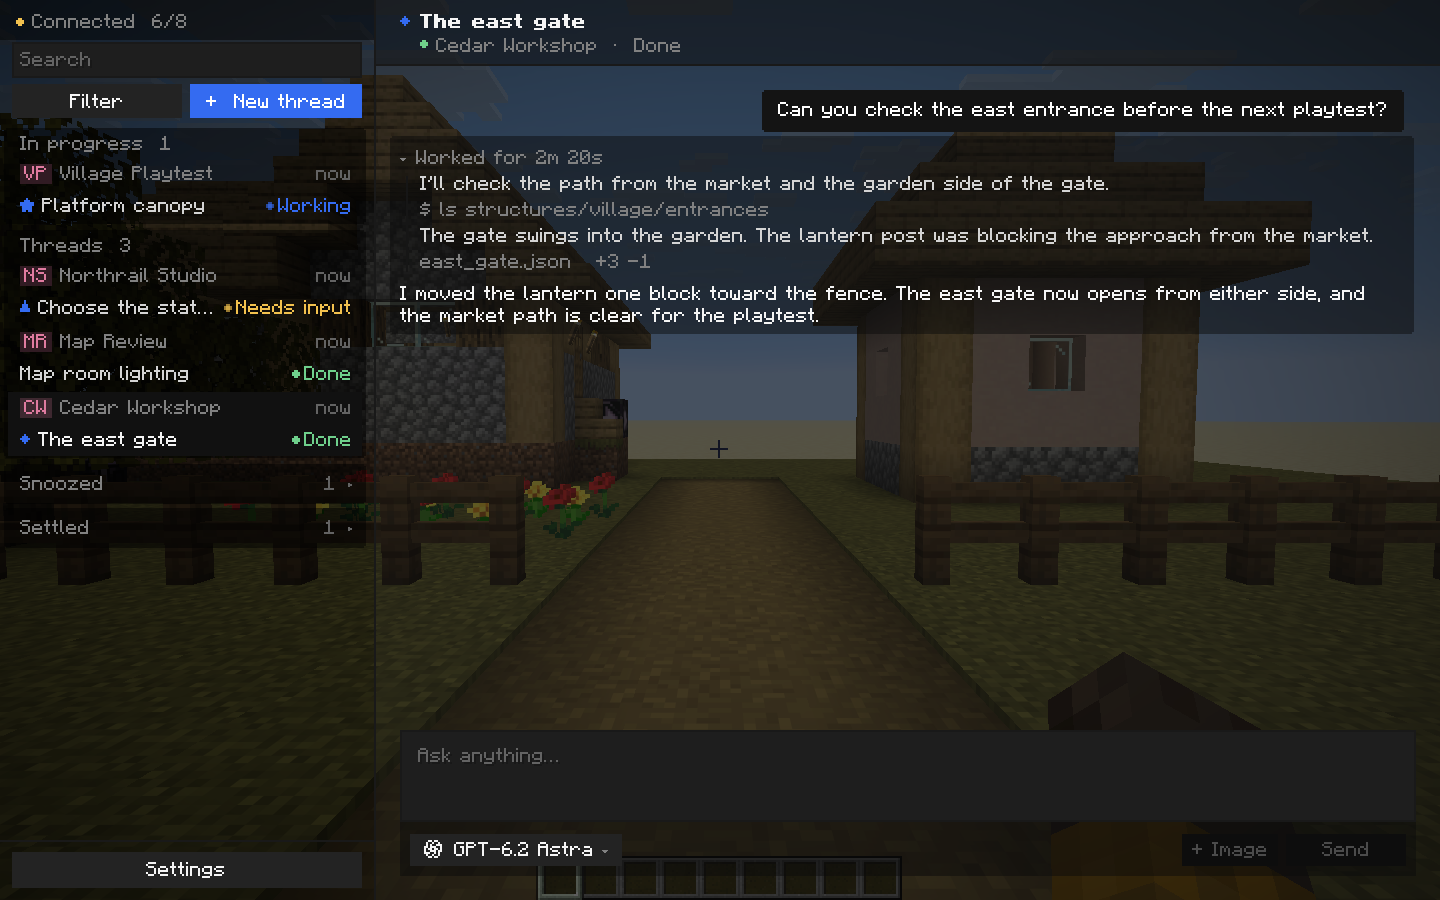 Connected 6/8
Search
Filter
+ New thread
In progress 1
VP Village Playtest now
Platform canopy Working
Threads 3
NS Northrail Studio now
Choose the stat... Needs input
MR Map Review now
Map room lighting Done
CW Cedar Workshop now
The east gate Done
Snoozed 1
Settled 1
Settings
The east gate
Cedar Workshop · Done
Can you check the east entrance before the next playtest?
Worked for 2m 20s
I'll check the path from the market and the garden side of the gate.
$ ls structures/village/entrances
The gate swings into the garden. The lantern post was blocking the approach from the market.
east_gate.json +3 -1
I moved the lantern one block toward the fence. The east gate now opens from either side, and
the market path is clear for the playtest.
Ask anything...
GPT-6.2 Astra
+ Image
Send